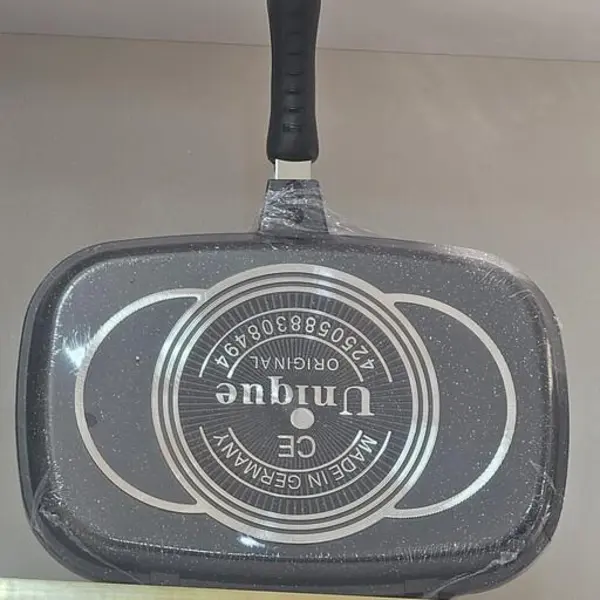 MADE IN GERMANY
CE
Unique
ORIGINAL
4250588308494